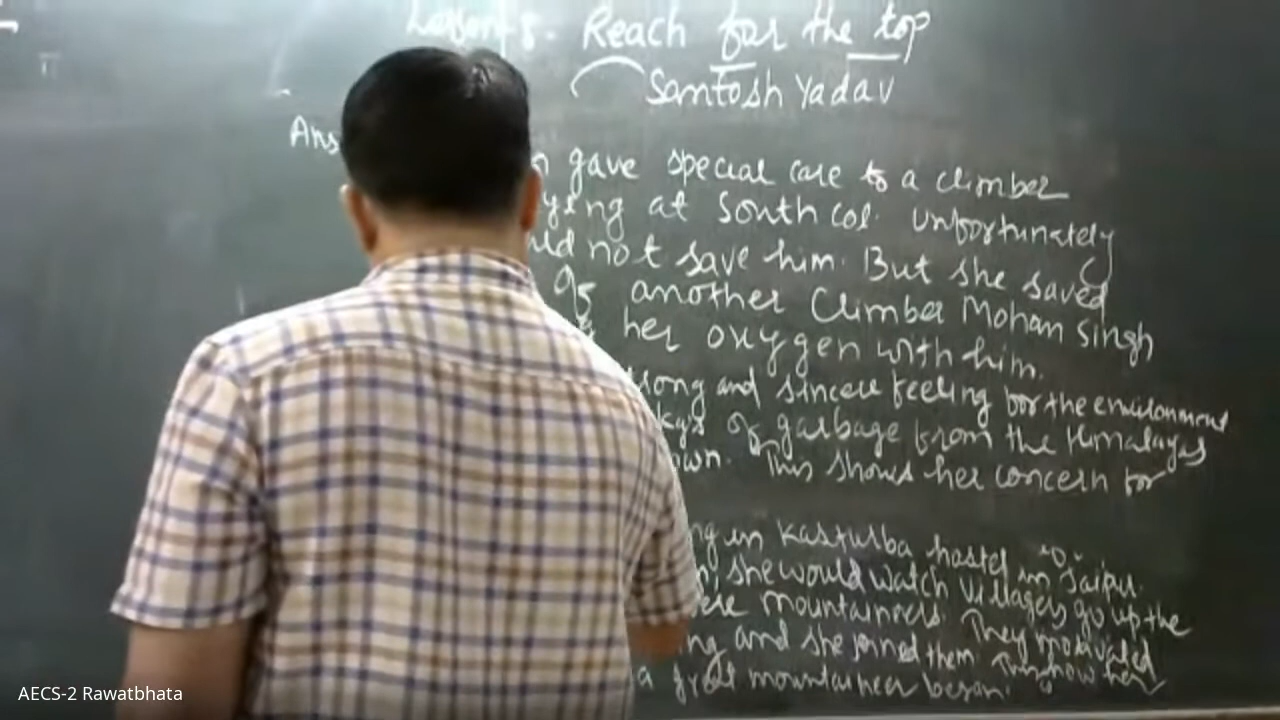 Lesson 8. Reach for the top
Santosh Yadav
Ans
gave special care to a climber
ying at South col. unfortunately
uld not save him. But she saved
of another Climber Mohan Singh
her oxygen with him.
and sincere feeling for the environment
kgs of garbage from the Himalayas
own. This shows her concern for
ng in Kasturba hostel in Jaipur.
she would watch villagers go up the
mountaineers. They motivated
ng and she joined them. This how her
a great mountaineer began.
AECS-2 Rawatbhata